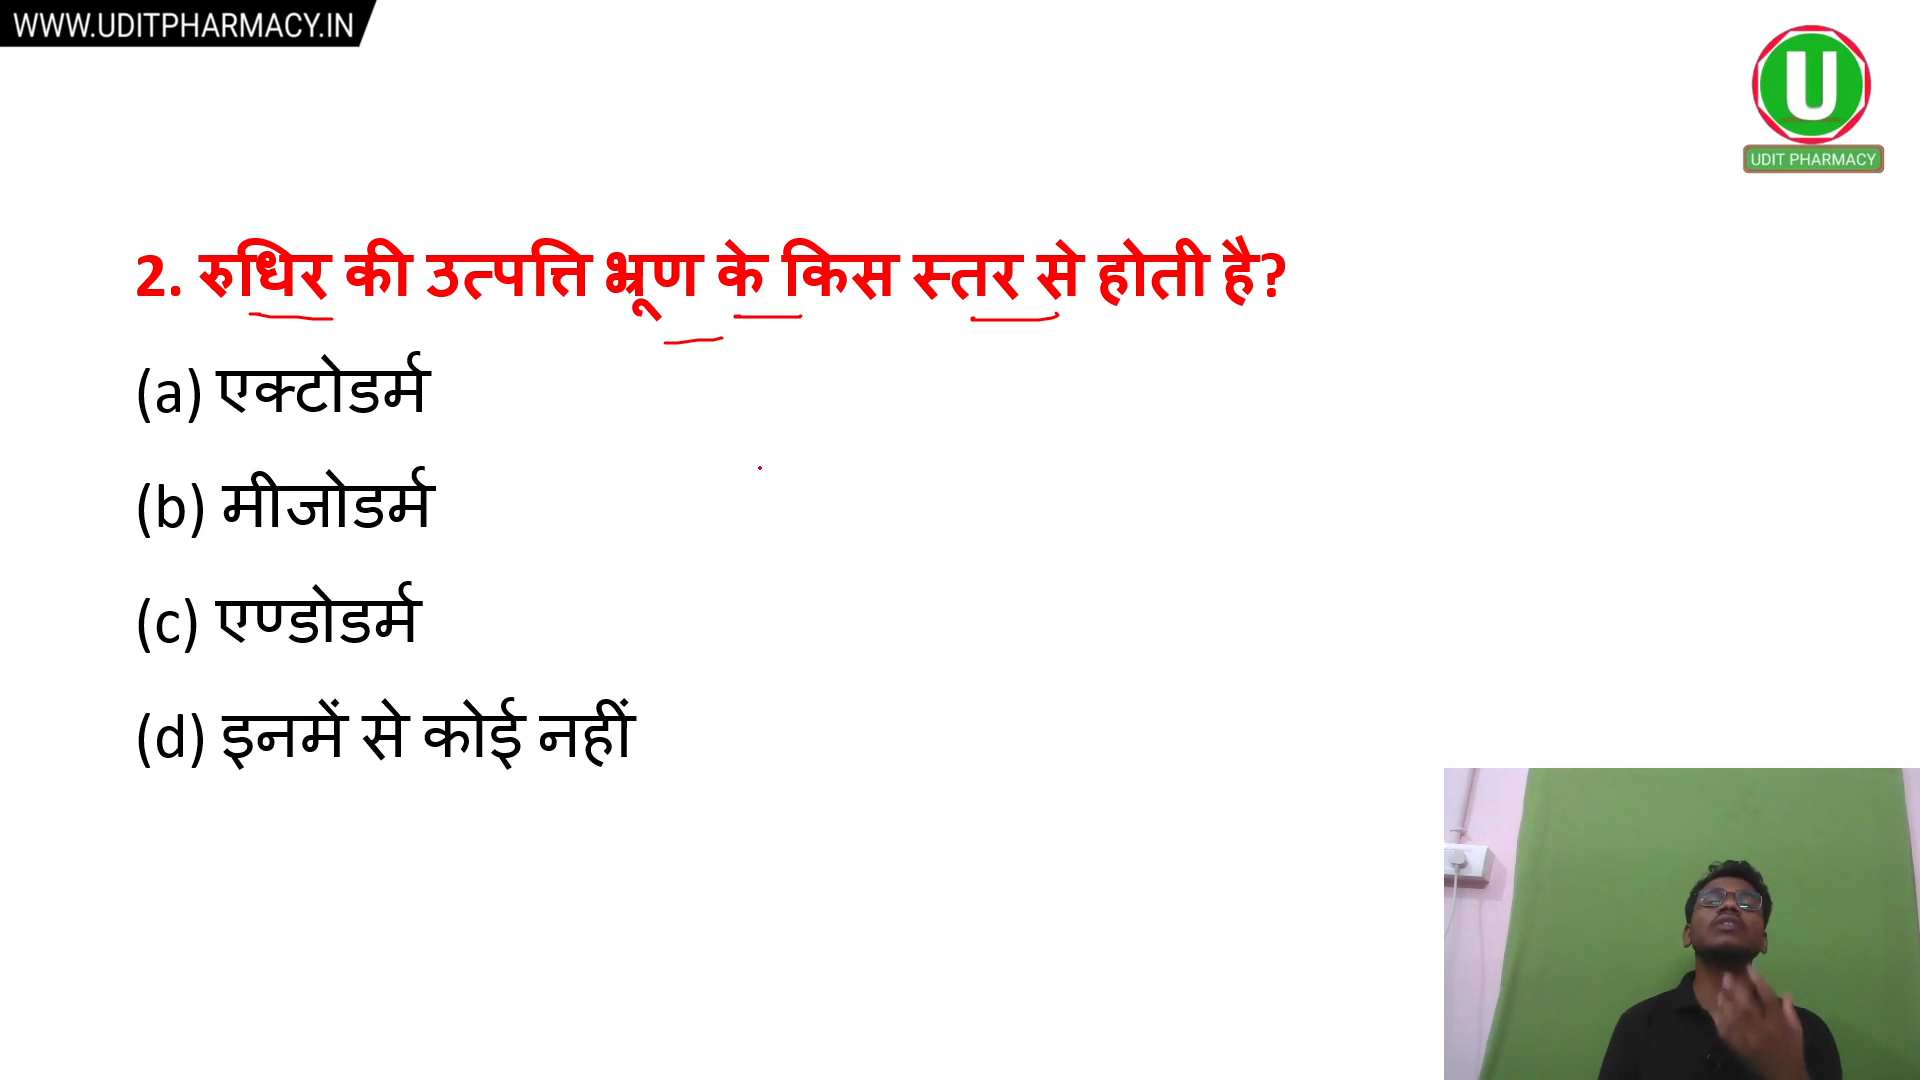 WWW.UDITPHARMACY.IN
U
UDIT PHARMACY
2. रुधिर की उत्पत्ति भ्रूण के किस स्तर से होती है?
(a) एक्टोडर्म
(b) मीजोडर्म
(c) एण्डोडर्म
(d) इनमें से कोई नहीं